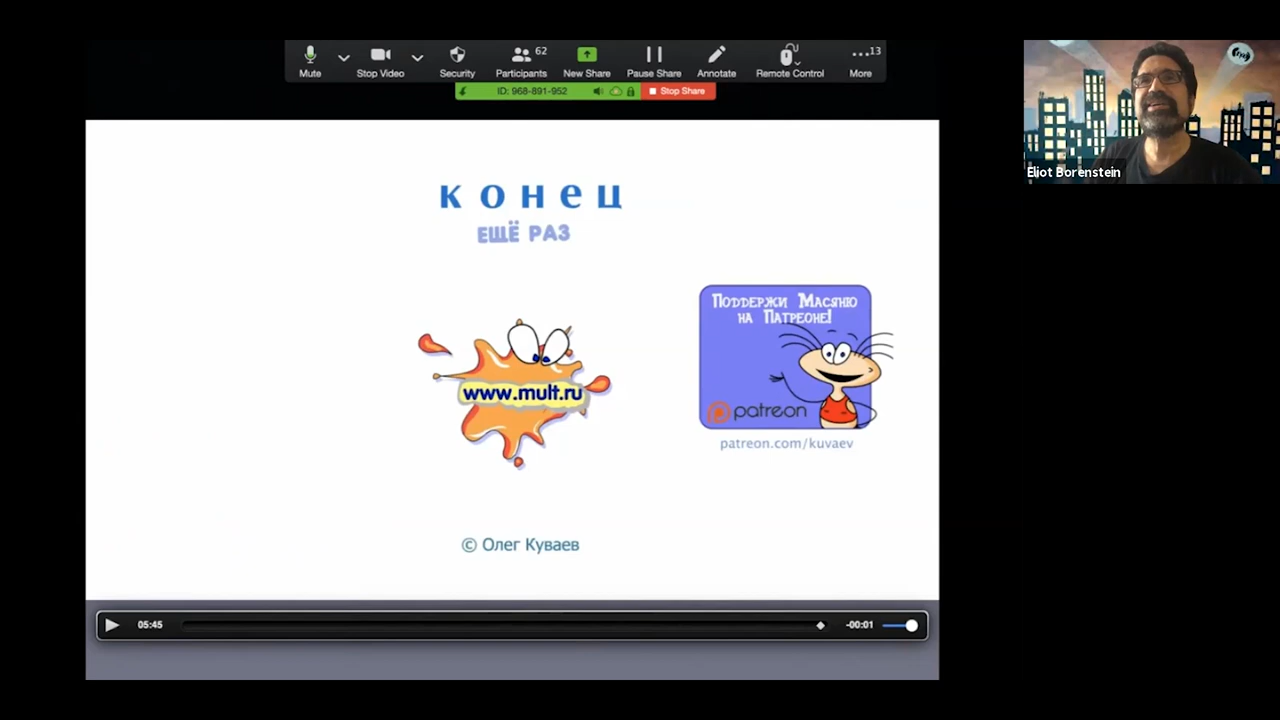 62
13
Mute
Stop Video
Security
Participants
New Share
Pause Share
Annotate
Remote Control
More
ID: 968-891-952
Stop Share
Eliot Borenstein
конец
ЕЩЁ РАЗ
Поддержи Масяню
на Патреоне!
www.mult.ru
patreon
patreon.com/kuvaev
© Олег Куваев
05:45
-00:01